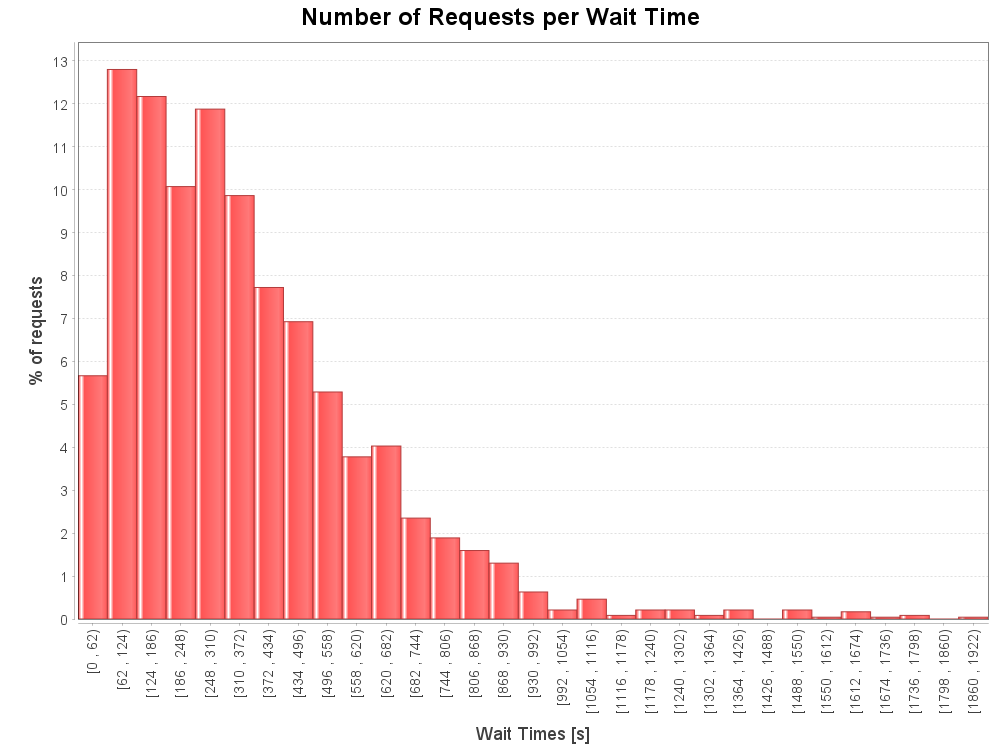 Number of Requests per Wait Time
% of requests
13
12
11
10
9
8
7
6
5
4
3
2
1
0
[0 , 62)
[62 , 124)
[124 , 186)
[186 , 248)
[248 , 310)
[310 , 372)
[372 , 434)
[434 , 496)
[496 , 558)
[558 , 620)
[620 , 682)
[682 , 744)
[744 , 806)
[806 , 868)
[868 , 930)
[930 , 992)
[992 , 1054)
[1054 , 1116)
[1116 , 1178)
[1178 , 1240)
[1240 , 1302)
[1302 , 1364)
[1364 , 1426)
[1426 , 1488)
[1488 , 1550)
[1550 , 1612)
[1612 , 1674)
[1674 , 1736)
[1736 , 1798)
[1798 , 1860)
[1860 , 1922)
Wait Times [s]